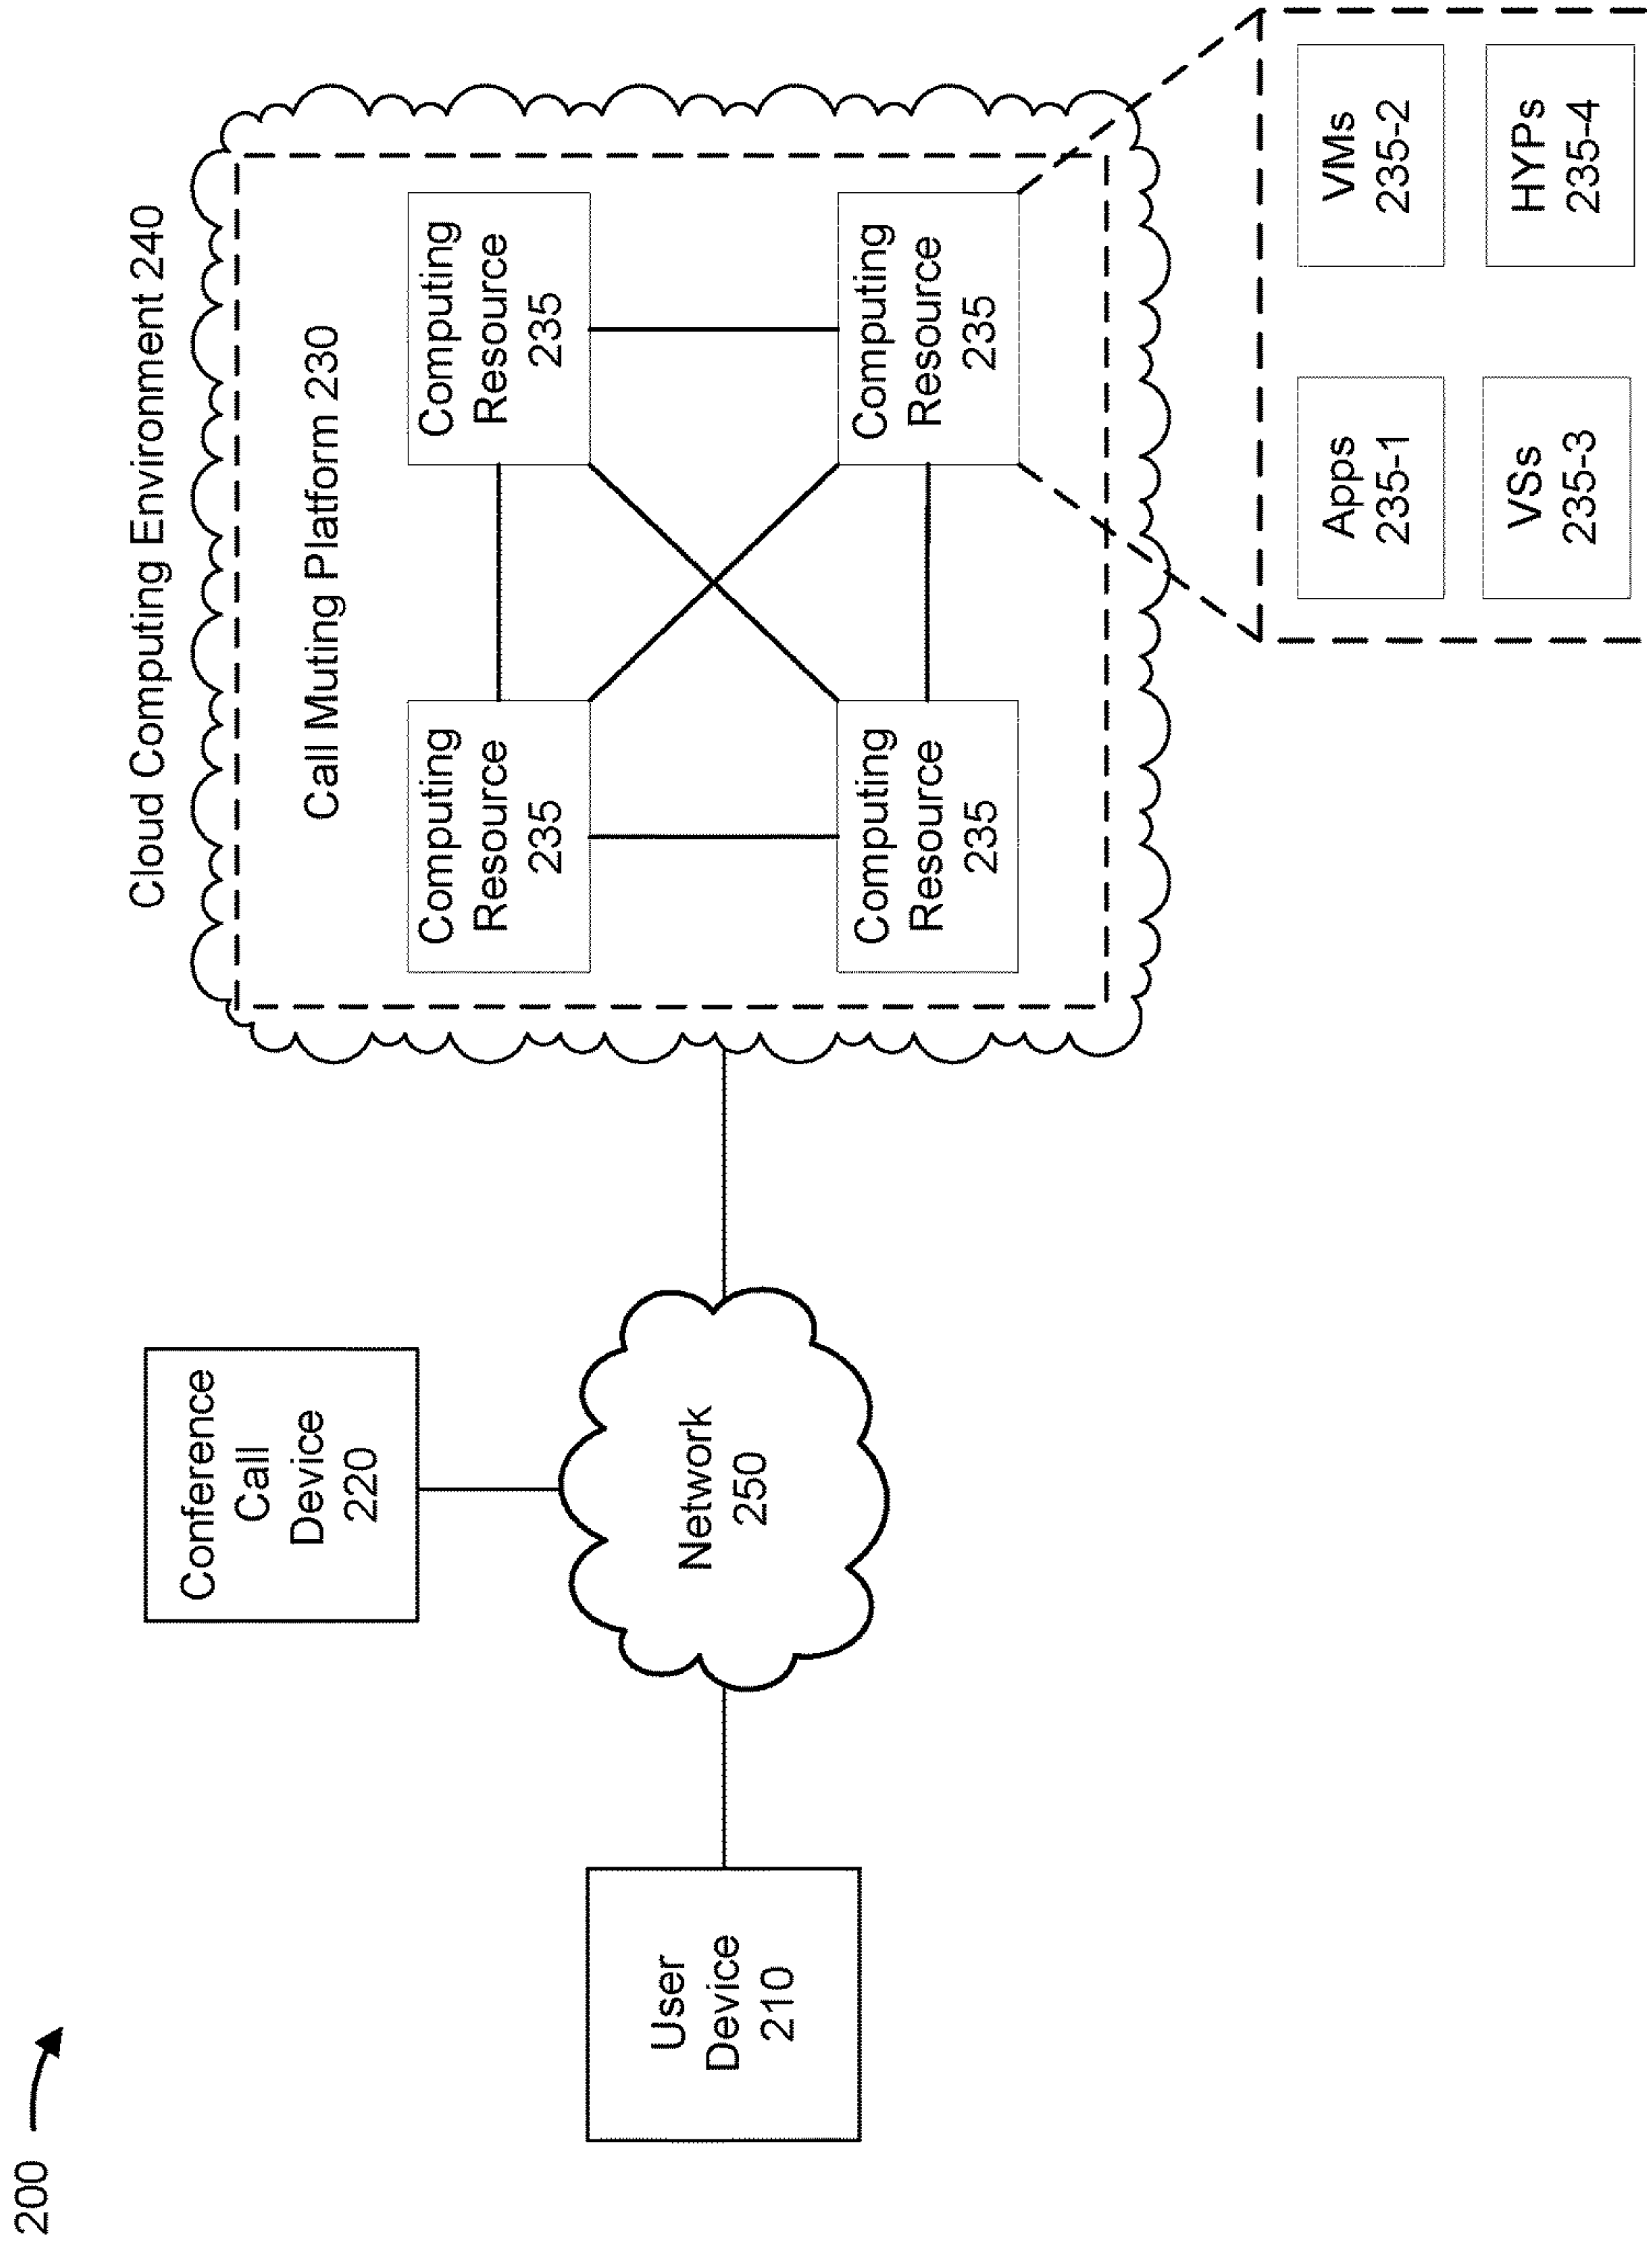 200
Cloud Computing Environment 240
Call Muting Platform 230
Computing
Resource
235
Computing
Resource
235
Computing
Resource
235
Computing
Resource
235
Conference
Call
Device
220
User
Device
210
Network
250
Apps
235-1
VMs
235-2
VSs
235-3
HYPs
235-4